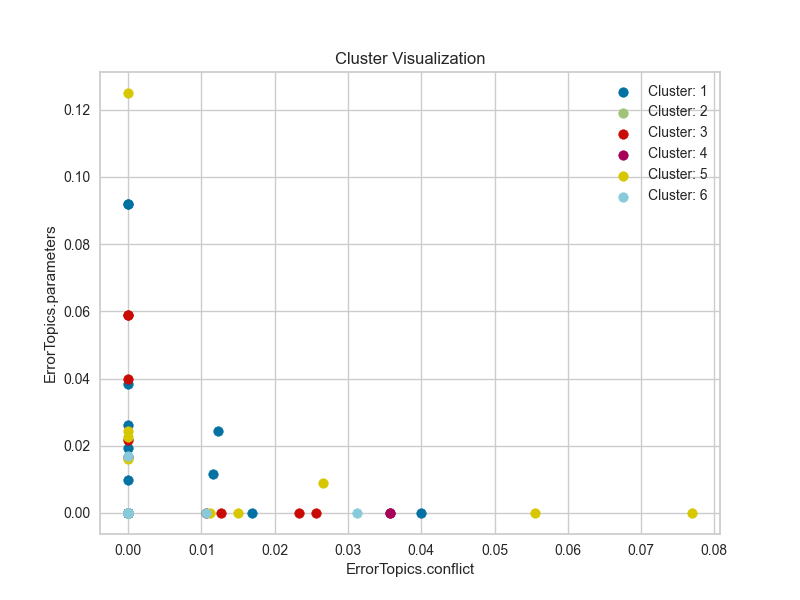 Cluster Visualization
Cluster: 1
Cluster: 2
Cluster: 3
Cluster: 4
Cluster: 5
Cluster: 6
ErrorTopics.parameters
0.12
0.10
0.08
0.06
0.04
0.02
0.00
0.00
0.01
0.02
0.03
0.04
0.05
0.06
0.07
0.08
ErrorTopics.conflict